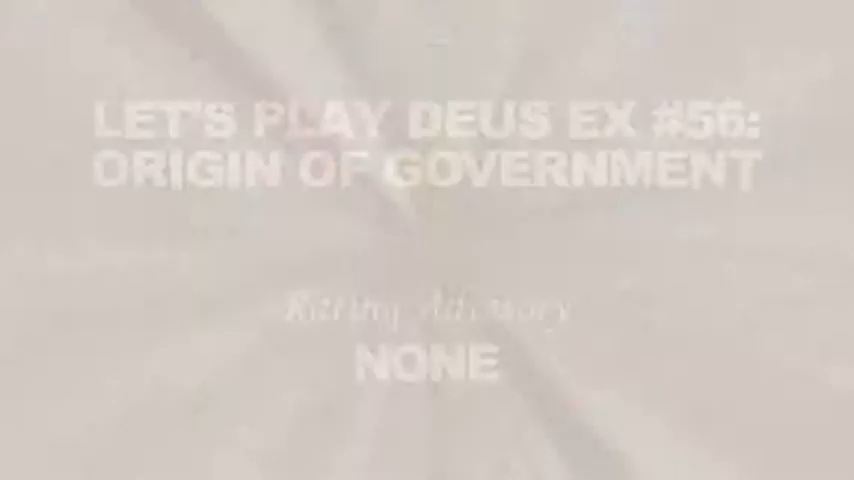 LET'S PLAY DEUS EX #56:
ORIGIN OF GOVERNMENT
Rating Advisory
NONE